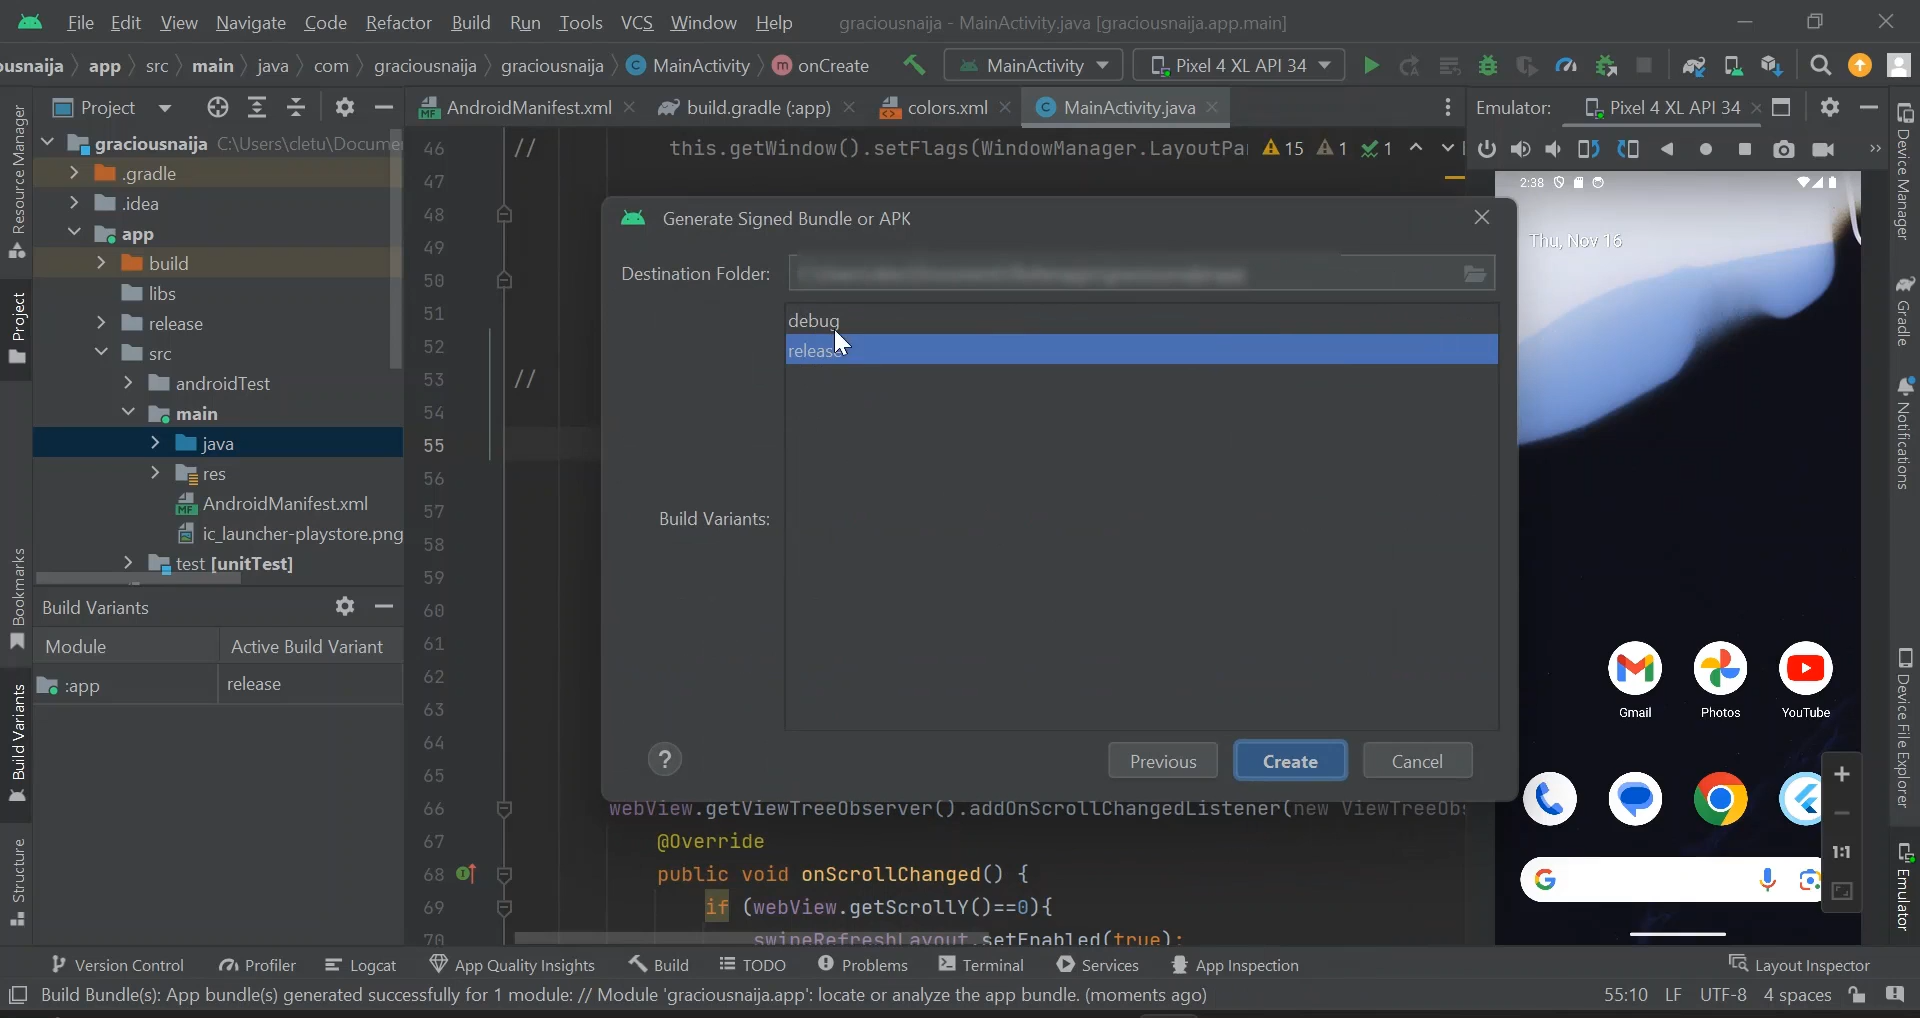 File Edit View Navigate Code Refactor Build Run Tools VCS Window Help graciousnaija - MainActivity.java [graciousnaija.app.main]
ousnaija app src main java com graciousnaija graciousnaija MainActivity onCreate MainActivity Pixel 4 XL API 34
Project AndroidManifest.xml build.gradle (:app) colors.xml MainActivity.java Emulator: Pixel 4 XL API 34
graciousnaija C:\Users\cletu\Docume
.gradle
.idea
app
build
libs
release
src
androidTest
main
java
res
AndroidManifest.xml
ic_launcher-playstore.png
test [unitTest]
Build Variants
Module Active Build Variant
:app release
Resource Manager
Project
Bookmarks
Build Variants
Structure
46 // this.getWindow().setFlags(WindowManager.LayoutPa 15 1 1
47
48
49
50
51
52
53 //
54
55
56
57
58
59
60
61
62
63
64
65
66 webView.getViewTreeObserver().addOnScrollChangedListener(new ViewTreeObs
67 @Override
68 public void onScrollChanged() {
69 if (webView.getScrollY()==0){
70 swipeRefreshLayout.setEnabled(true);
Generate Signed Bundle or APK
Destination Folder:
debug
release
Build Variants:
?
Previous Create Cancel
2:38
Thu, Nov 16
Gmail Photos YouTube
1:1
Device Manager
Gradle
Notifications
Device File Explorer
Emulator
Version Control Profiler Logcat App Quality Insights Build TODO Problems Terminal Services App Inspection Layout Inspector
Build Bundle(s): App bundle(s) generated successfully for 1 module: // Module 'graciousnaija.app': locate or analyze the app bundle. (moments ago) 55:10 LF UTF-8 4 spaces